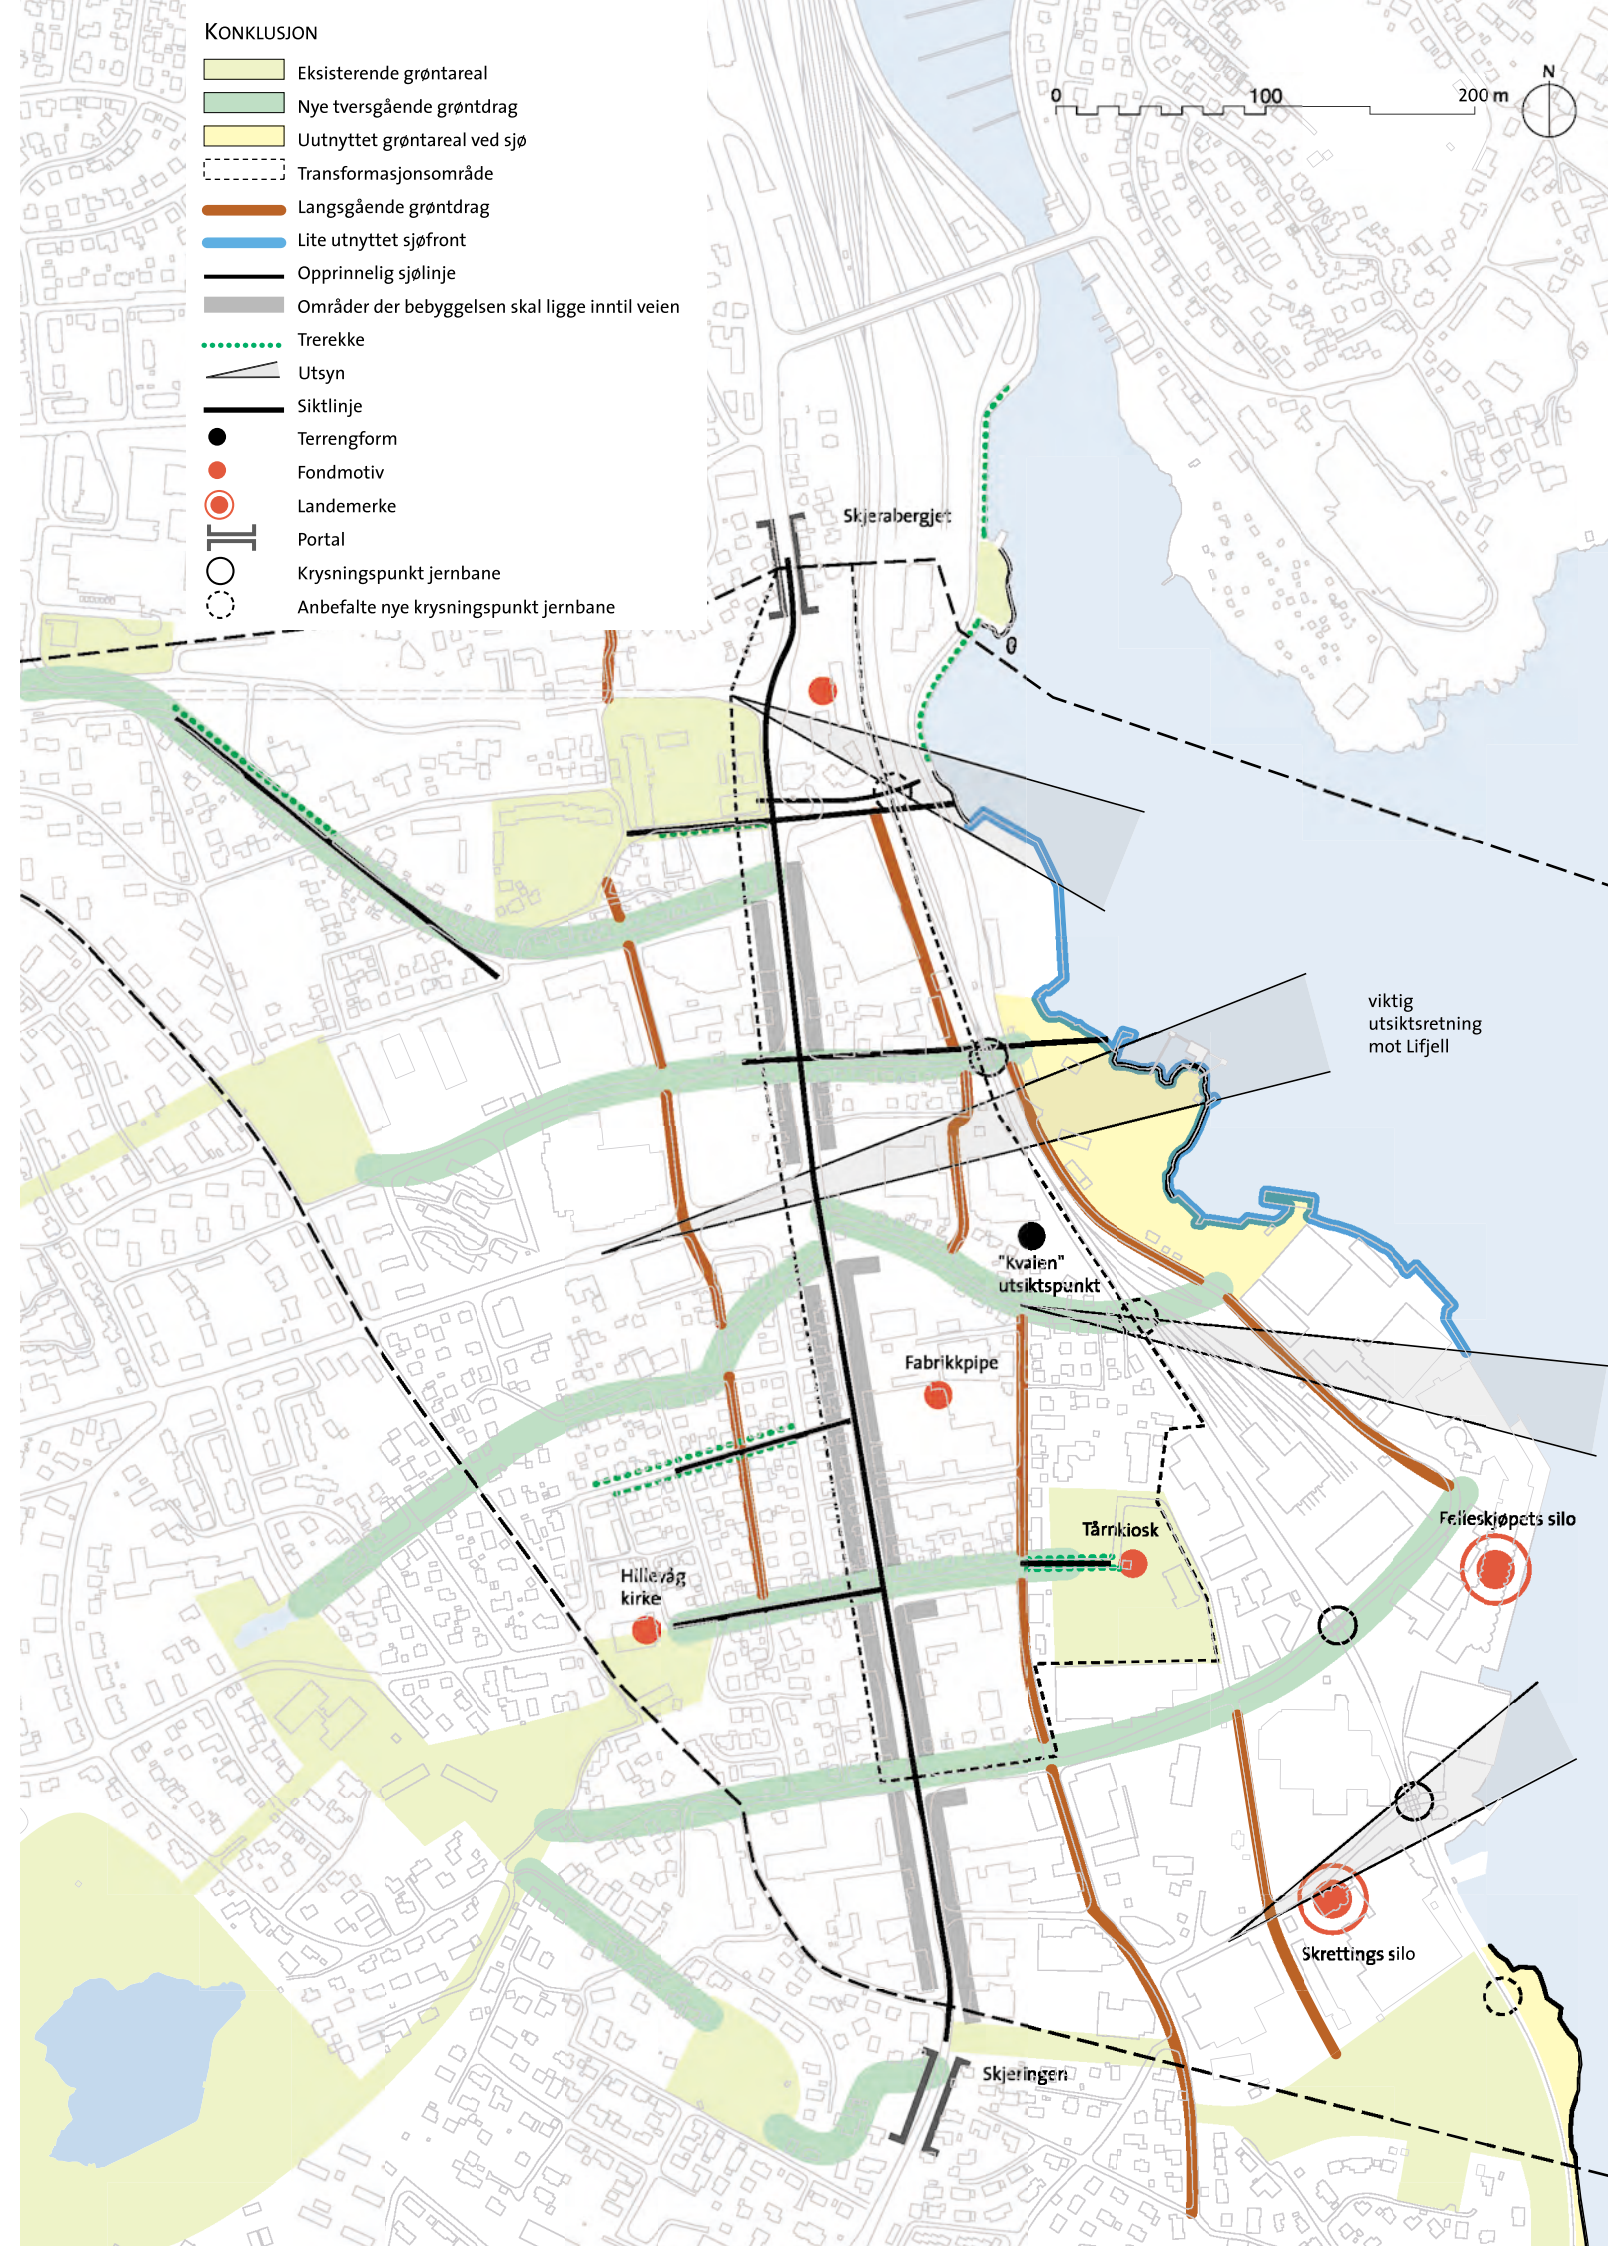 KONKLUSJON
Eksisterende grøntareal
Nye tversgående grøntdrag
Uutnyttet grøntareal ved sjø
Transformasjonsområde
Langsgående grøntdrag
Lite utnyttet sjøfront
Opprinnelig sjølinje
Områder der bebyggelsen skal ligge inntil veien
Trerekke
Utsyn
Siktlinje
Terrengform
Fondmotiv
Landemerke
Portal
Krysningspunkt jernbane
Anbefalte nye krysningspunkt jernbane
N
0 100 200 m
Skjerabergjet
viktig
utsiktsretning
mot Lifjell
"Kvalen"
utsiktspunkt
Fabrikkpipe
Tårnkiosk
Felleskjøpets silo
Hillevåg
kirke
Skrettings silo
Skjeringen